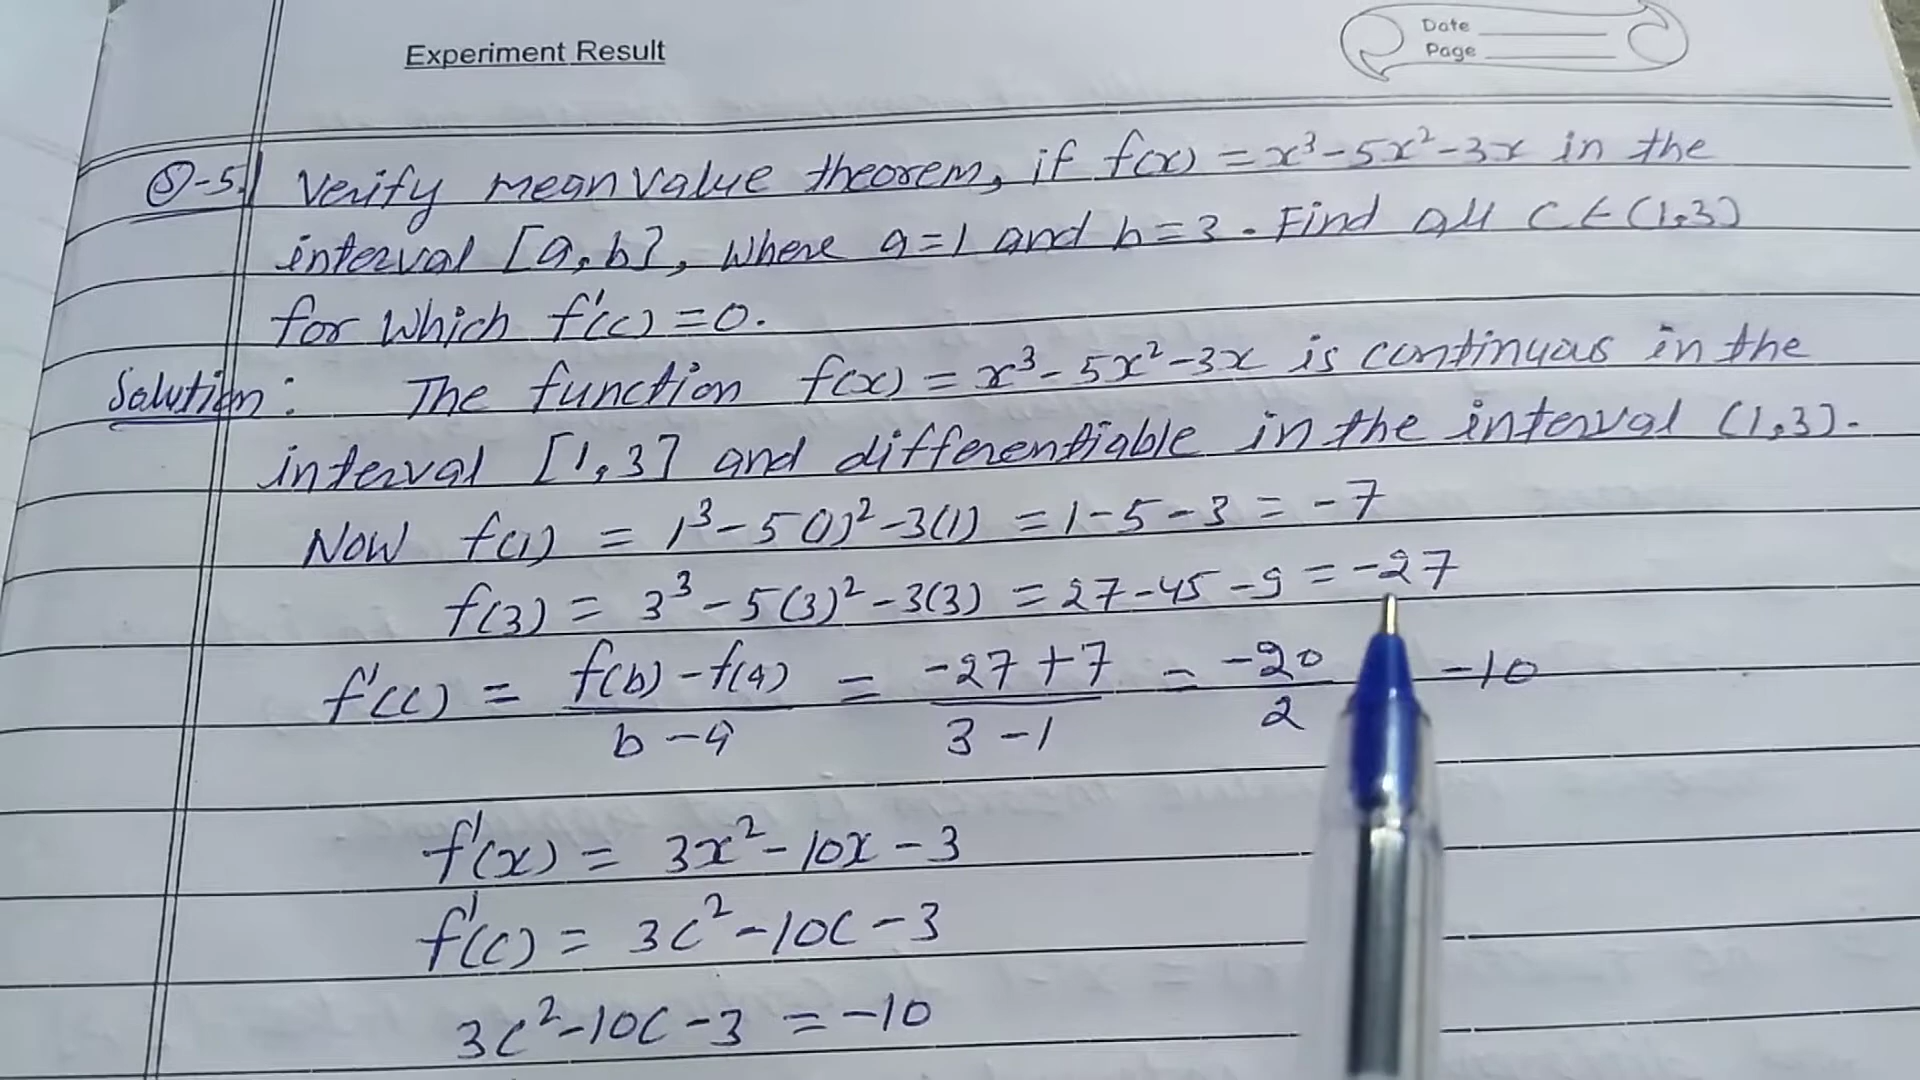 Experiment Result
Date
Page
Q-5. Verify mean value theorem, if f(x) = x³-5x²-3x in the
interval [a,b], where a=1 and b=3. Find all c∈(1,3)
for which f'(c)=0.
Solution: The function f(x) = x³-5x²-3x is continuous in the
interval [1,3] and differentiable in the interval (1,3).
Now f(1) = 1³-5(1)²-3(1) = 1-5-3 = -7
f(3) = 3³-5(3)²-3(3) = 27-45-9 = -27
f'(c) = f(b)-f(a)/b-a = -27+7/3-1 = -20/2 -10
f'(x) = 3x²-10x-3
f'(c) = 3c²-10c-3
3c²-10c-3 = -10